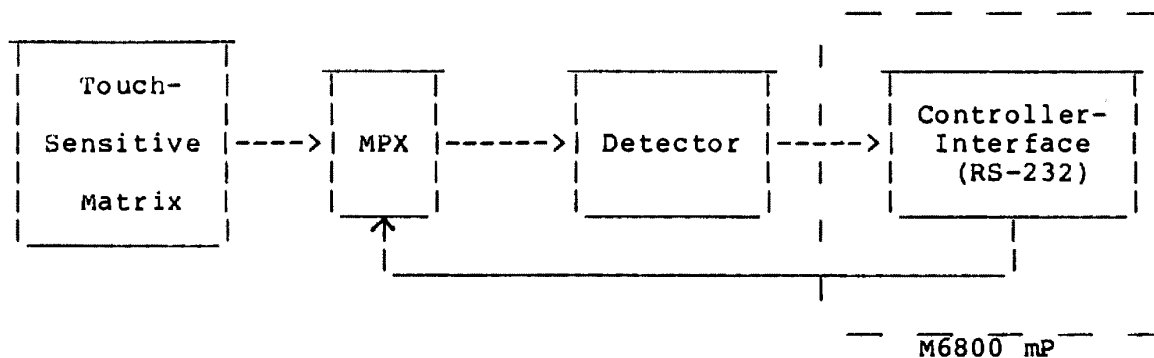 Touch-
Sensitive
Matrix
MPX
Detector
Controller-
Interface
(RS-232)
M6800 mP